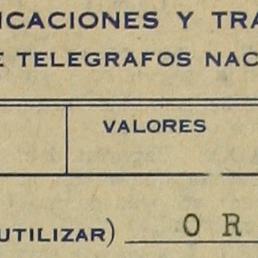 ICACIONES Y TRA
E TELEGRAFOS NAC
VALORES
UTILIZAR) O R